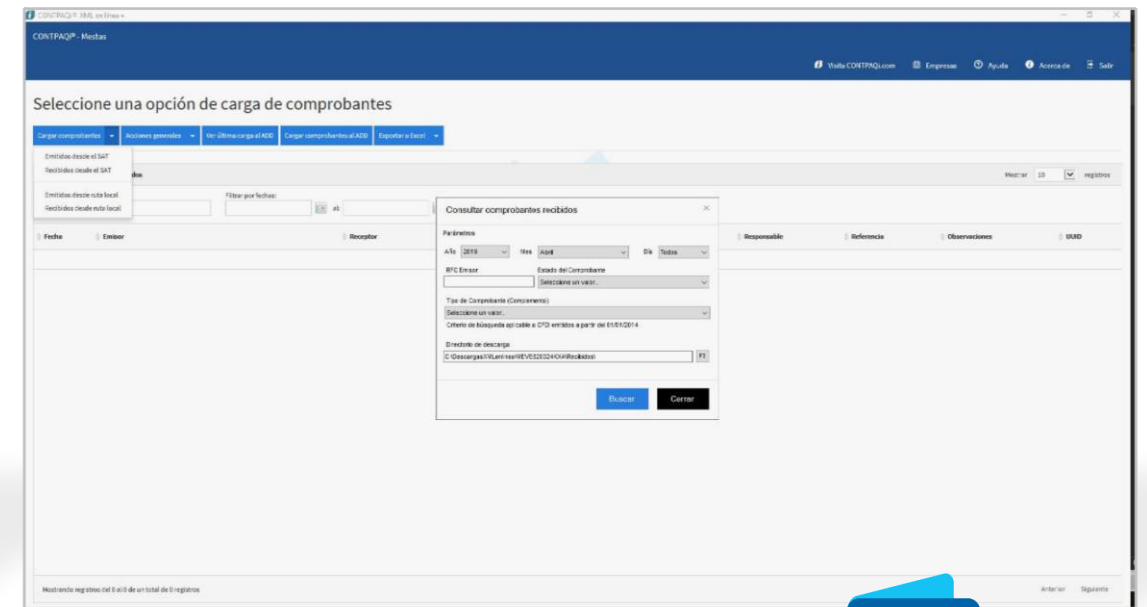 CONTPAQi® XML en línea +
CONTPAQi® - Mestas
Visita CONTPAQi.com Empresas Ayuda Acerca de Salir
Seleccione una opción de carga de comprobantes
Cargar comprobantes Acciones generales Ver última carga al ADD Cargar comprobantes al ADD Exportar a Excel
Emitidos desde el SAT
Recibidos desde el SAT
Mostrar 10 registros
Emitidos desde ruta local
Recibidos desde ruta local
Filtrar por fechas:
al:
Fecha Emisor Receptor Responsable Referencia Observaciones UUID
Consultar comprobantes recibidos
Parámetros
Año 2019 Mes Abril Día Todos
RFC Emisor Estado del Comprobante
Seleccione un valor..
Tipo de Comprobante (Complemento)
Seleccione un valor..
Criterio de búsqueda aplicable a CFDI emitidos a partir del 01/01/2014
Directorio de descarga
F3
Buscar Cerrar
Mostrando registros del 0 al 0 de un total de 0 registros
Anterior Siguiente